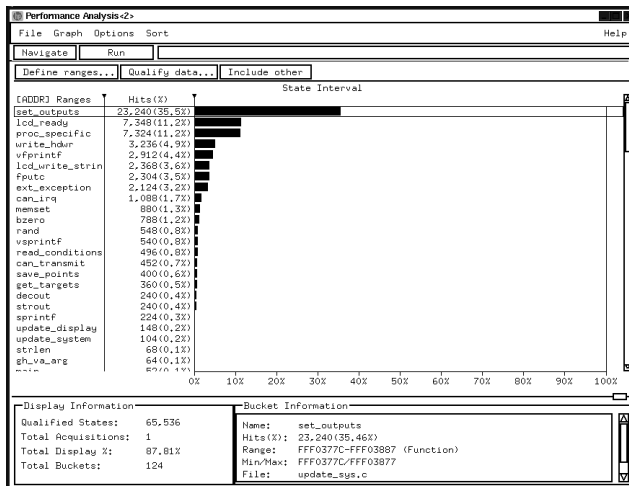 Performance Analysis<2>
File Graph Options Sort Help
Navigate Run
Define ranges... Qualify data... Include other
State Interval
[ADDR] Ranges Hits(%)
set_outputs 23,240(35.5%)
lcd_ready 7,348(11.2%)
proc_specific 7,324(11.2%)
write_hdwr 3,236(4.9%)
vfprintf 2,912(4.4%)
lcd_write_strin 2,368(3.6%)
fputc 2,304(3.5%)
ext_exception 2,124(3.2%)
can_irq 1,088(1.7%)
memset 880(1.3%)
bzero 788(1.2%)
rand 548(0.8%)
vsprintf 540(0.8%)
read_conditions 496(0.8%)
can_transmit 452(0.7%)
save_points 400(0.6%)
get_targets 360(0.5%)
decout 240(0.4%)
strout 240(0.4%)
sprintf 224(0.3%)
update_display 148(0.2%)
update_system 104(0.2%)
strlen 68(0.1%)
gh_va_arg 64(0.1%)
main 52(0.1%)
0% 10% 20% 30% 40% 50% 60% 70% 80% 90% 100%
Display Information
Qualified States: 65,536
Total Acquisitions: 1
Total Display %: 87.81%
Total Buckets: 124
Bucket Information
Name: set_outputs
Hits(%): 23,240(35.46%)
Range: FFF0377C-FFF03887 (Function)
Min/Max: FFF0377C/FFF03877
File: update_sys.c